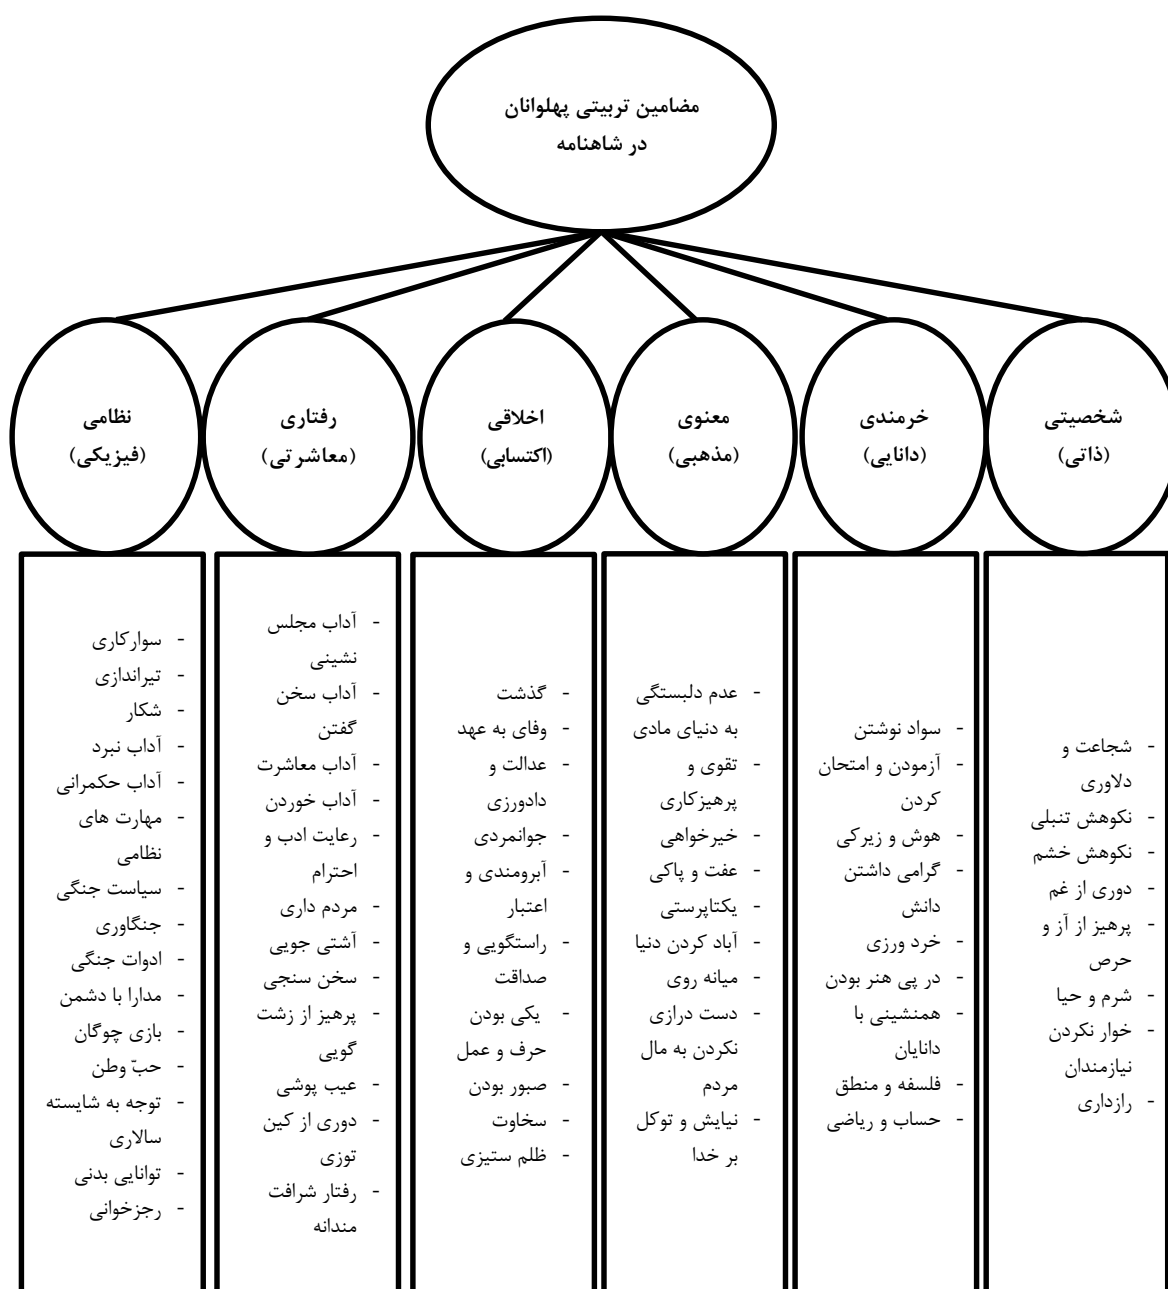 مضامین تربیتی پهلوانان
در شاهنامه
شخصیتی
(ذاتی)
خرمندی
(دانایی)
معنوی
(مذهبی)
اخلاقی
(اکتسابی)
رفتاری
(معاشرتی)
نظامی
(فیزیکی)
- شجاعت و
دلاوری
- نکوهش تنبلی
- نکوهش خشم
- دوری از غم
- پرهیز از آز و
حرص
- شرم و حیا
- خوار نکردن
نیازمندان
- رازداری
- سواد نوشتن
- آزمودن و امتحان
کردن
- هوش و زیرکی
- گرامی داشتن
دانش
- خرد ورزی
- در پی هنر بودن
- همنشینی با
دانایان
- فلسفه و منطق
- حساب و ریاضی
- عدم دلبستگی
به دنیای مادی
- تقوی و
پرهیزکاری
- خیرخواهی
- عفت و پاکی
- یکتاپرستی
- آباد کردن دنیا
- میانه روی
- دست درازی
نکردن به مال
مردم
- نیایش و توکل
بر خدا
- گذشت
- وفای به عهد
- عدالت و
دادورزی
- جوانمردی
- آبرومندی و
اعتبار
- راستگویی و
صداقت
- یکی بودن
حرف و عمل
- صبور بودن
- سخاوت
- ظلم ستیزی
- آداب مجلس
نشینی
- آداب سخن
گفتن
- آداب معاشرت
- آداب خوردن
- رعایت ادب و
احترام
- مردم داری
- آشتی جویی
- سخن سنجی
- پرهیز از زشت
گویی
- عیب پوشی
- دوری از کین
توزی
- رفتار شرافت
مندانه
- سوارکاری
- تیراندازی
- شکار
- آداب نبرد
- آداب حکمرانی
- مهارت های
نظامی
- سیاست جنگی
- جنگاوری
- ادوات جنگی
- مدارا با دشمن
- بازی چوگان
- حبّ وطن
- توجه به شایسته
سالاری
- توانایی بدنی
- رجزخوانی